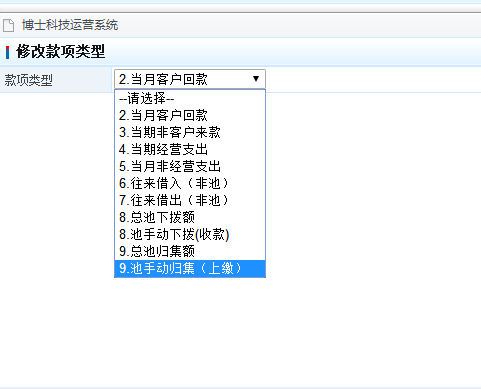 博士科技运营系统
修改款项类型
款项类型
2.当月客户回款
--请选择--
2.当月客户回款
3.当期非客户来款
4.当期经营支出
5.当月非经营支出
6.往来借入（非池）
7.往来借出（非池）
8.总池下拨额
8.池手动下拨(收款)
9.总池归集额
9.池手动归集（上缴）